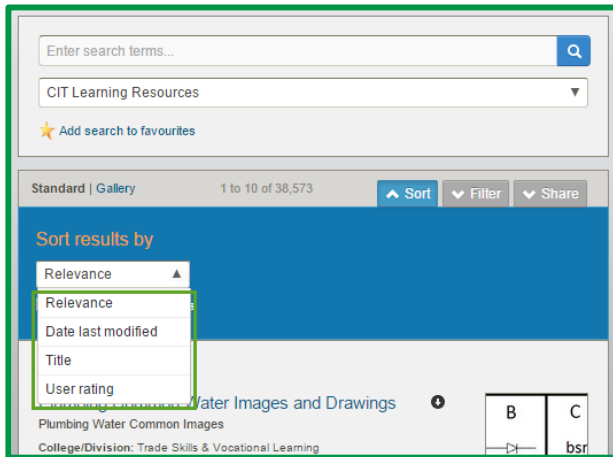 Enter search terms...
CIT Learning Resources
Add search to favourites
Standard | Gallery 1 to 10 of 38,573 Sort Filter Share
Sort results by
Relevance
Relevance
Date last modified
Title
User rating
Water Images and Drawings
Plumbing Water Common Images
College/Division: Trade Skills & Vocational Learning
B C
bsr